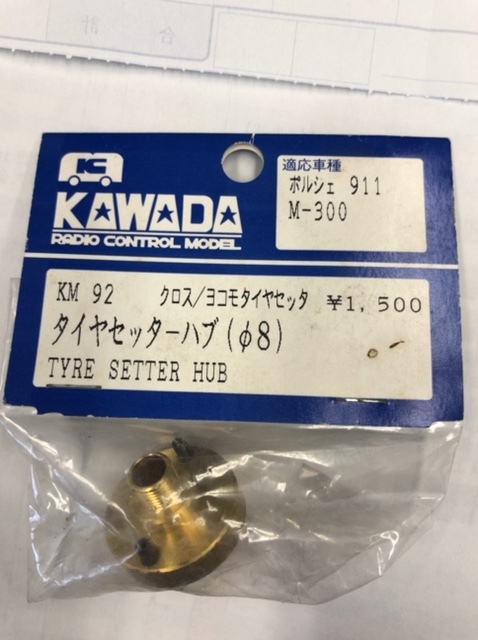 KAWADA
RADIO CONTROL MODEL
適応車種
ポルシェ 911
M-300
KM 92 クロス/ヨコモタイヤセッタ ¥1,500
タイヤセッターハブ(φ8)
TYRE SETTER HUB